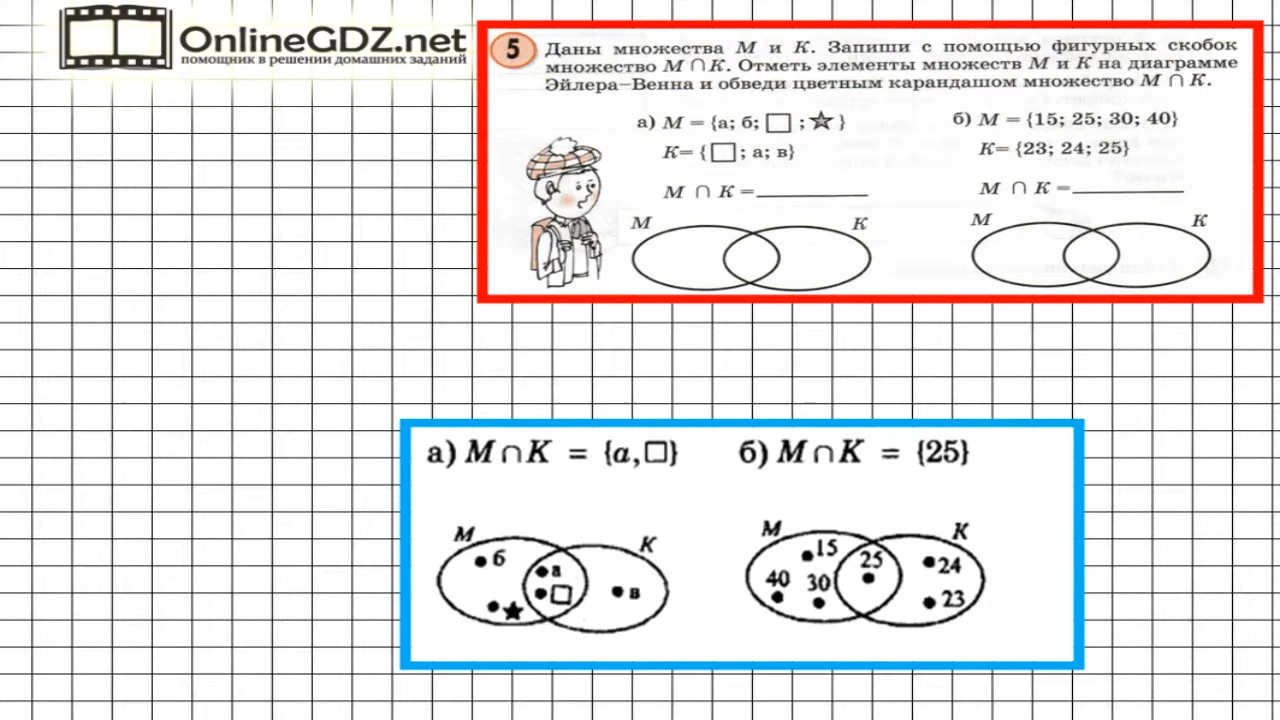 OnlineGDZ.net
помощник в решении домашних заданий
5 Даны множества М и К. Запиши с помощью фигурных скобок
множество М ∩ К. Отметь элементы множеств М и К на диаграмме
Эйлера–Венна и обведи цветным карандашом множество М ∩ К.
а) М = {а; б; □ ; ☆ }
К= { □ ; а; в}
М ∩ К =
М К
б) М = {15; 25; 30; 40}
К= {23; 24; 25}
М ∩ К =
М К
а) М ∩ К = {а, □}
М К
б
а
□ в
★
б) М ∩ К = {25}
М К
15 25 24
40 30 23